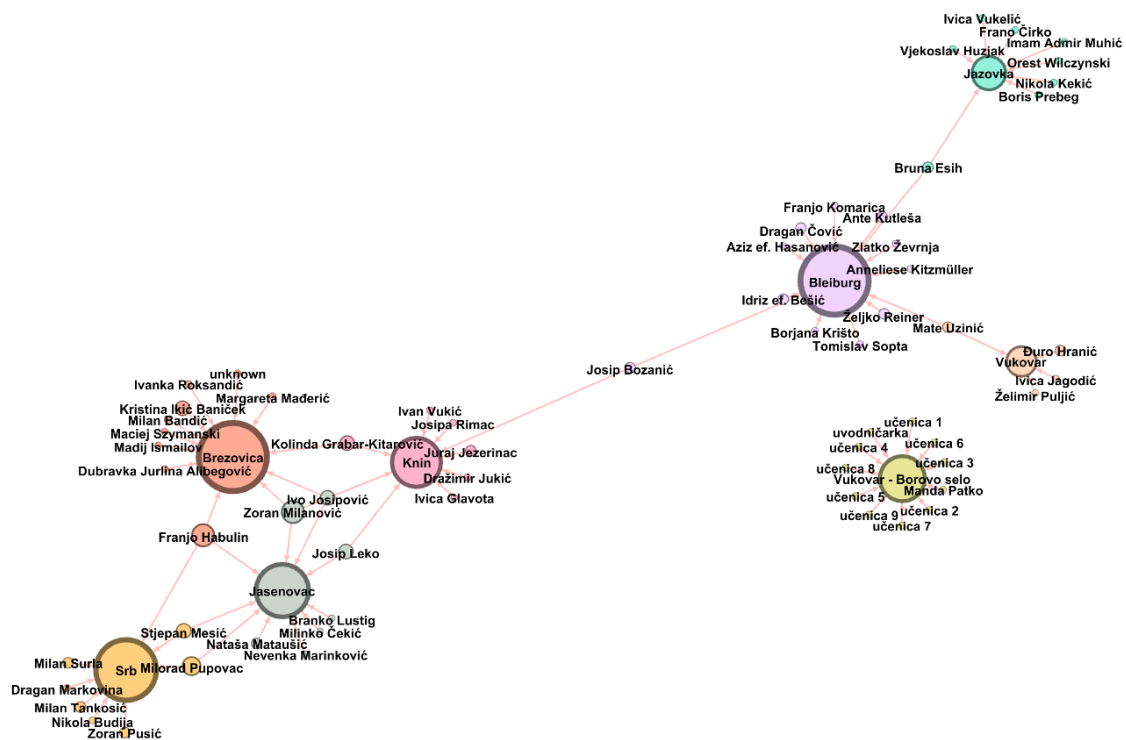 Ivica Vukelić
Frano Čirko
Imam Admir Muhić
Vjekoslav Huzjak
Orest Wilczynski
Jazovka
Nikola Kekić
Boris Prebeg
Bruna Esih
Franjo Komarica
Ante Kutleša
Dragan Čović
Aziz ef. Hasanović
Zlatko Ževrnja
Anneliese Kitzmüller
Bleiburg
Idriz ef. Bešić
Željko Reiner
Borjana Krišto
Mate Uzinić
Tomislav Sopta
Đuro Hranić
Vukovar
Josip Bozanić
Ivica Jagodić
Želimir Puljić
unknown
Ivanka Roksandić
Margareta Mađerić
Kristina Ikić Baniček
Milan Bandić
Maciej Szymanski
Madij Ismailov
Brezovica
Dubravka Jurlina Alibegović
Kolinda Grabar-Kitarović
Ivan Vukić
Josipa Rimac
Juraj Jezerinac
Knin
Dražimir Jukić
Ivica Glavota
učenica 1
uvodničarka
učenica 6
učenica 4
učenica 3
učenica 8
Vukovar - Borovo selo
Manda Patko
učenica 5
učenica 2
učenica 9
učenica 7
Ivo Josipović
Zoran Milanović
Franjo Habulin
Josip Leko
Jasenovac
Branko Lustig
Stjepan Mesić
Milinko Čekić
Nataša Mataušić
Nevenka Marinković
Milan Surla
Srb
Milorad Pupovac
Dragan Markovina
Milan Tankosić
Nikola Budija
Zoran Pusić